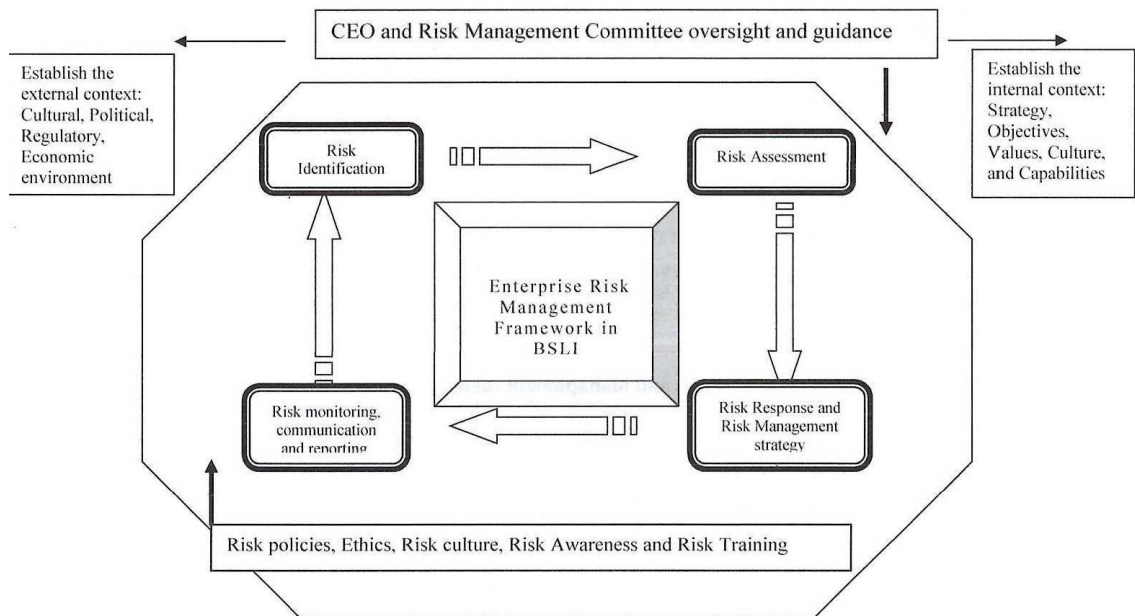 CEO and Risk Management Committee oversight and guidance
Establish the
external context:
Cultural, Political,
Regulatory,
Economic
environment
Establish the
internal context:
Strategy,
Objectives,
Values, Culture,
and Capabilities
Risk
Identification
Risk Assessment
Enterprise Risk
Management
Framework in
BSLI
Risk monitoring,
communication
and reporting
Risk Response and
Risk Management
strategy
Risk policies, Ethics, Risk culture, Risk Awareness and Risk Training